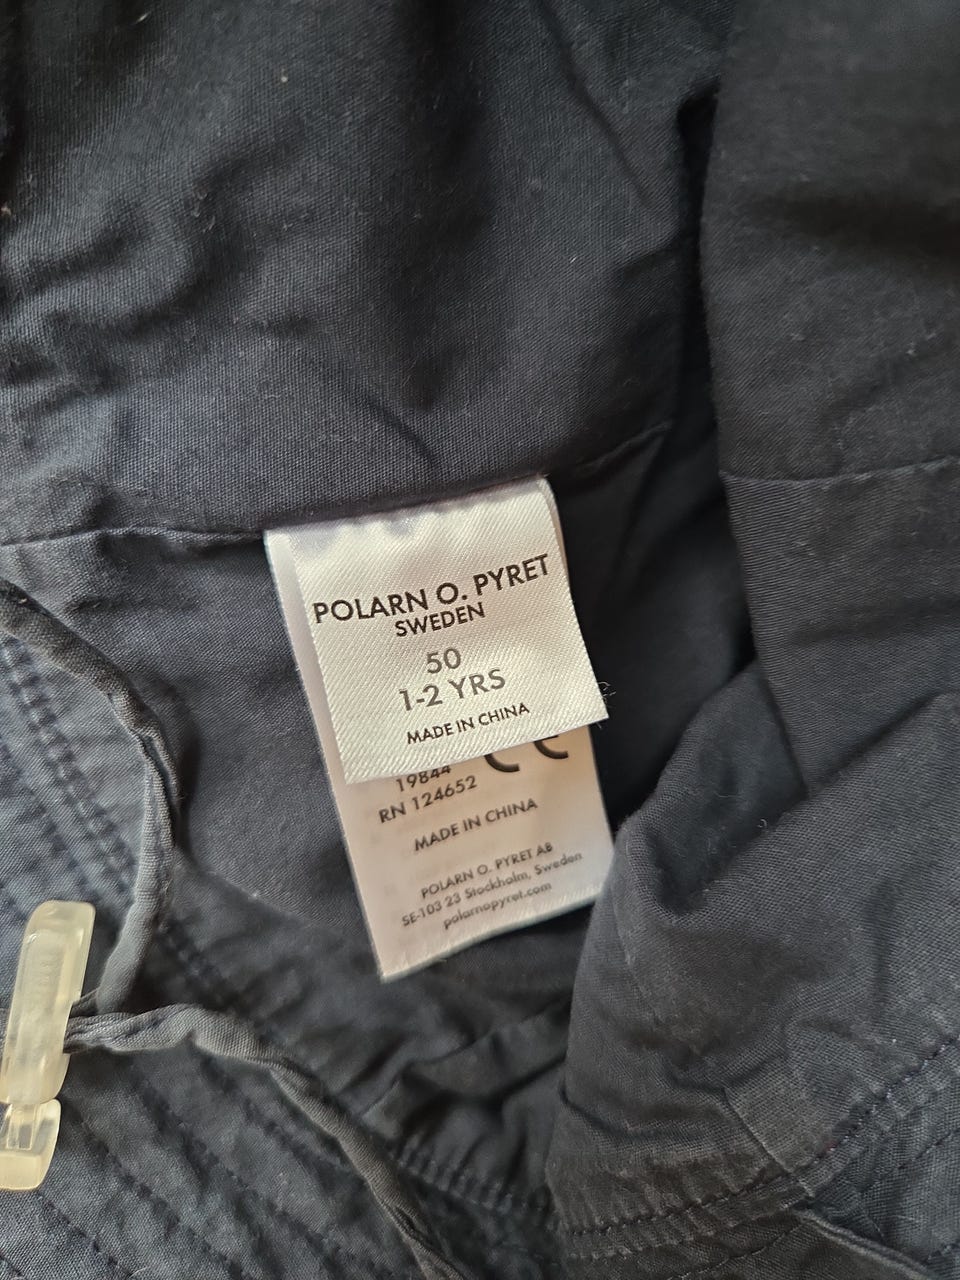 POLARN O. PYRET
SWEDEN
50
1-2 YRS
MADE IN CHINA
CE
19844
RN 124652
MADE IN CHINA
POLARN O. PYRET AB
SE-103 23 Stockholm, Sweden
polarnopyret.com